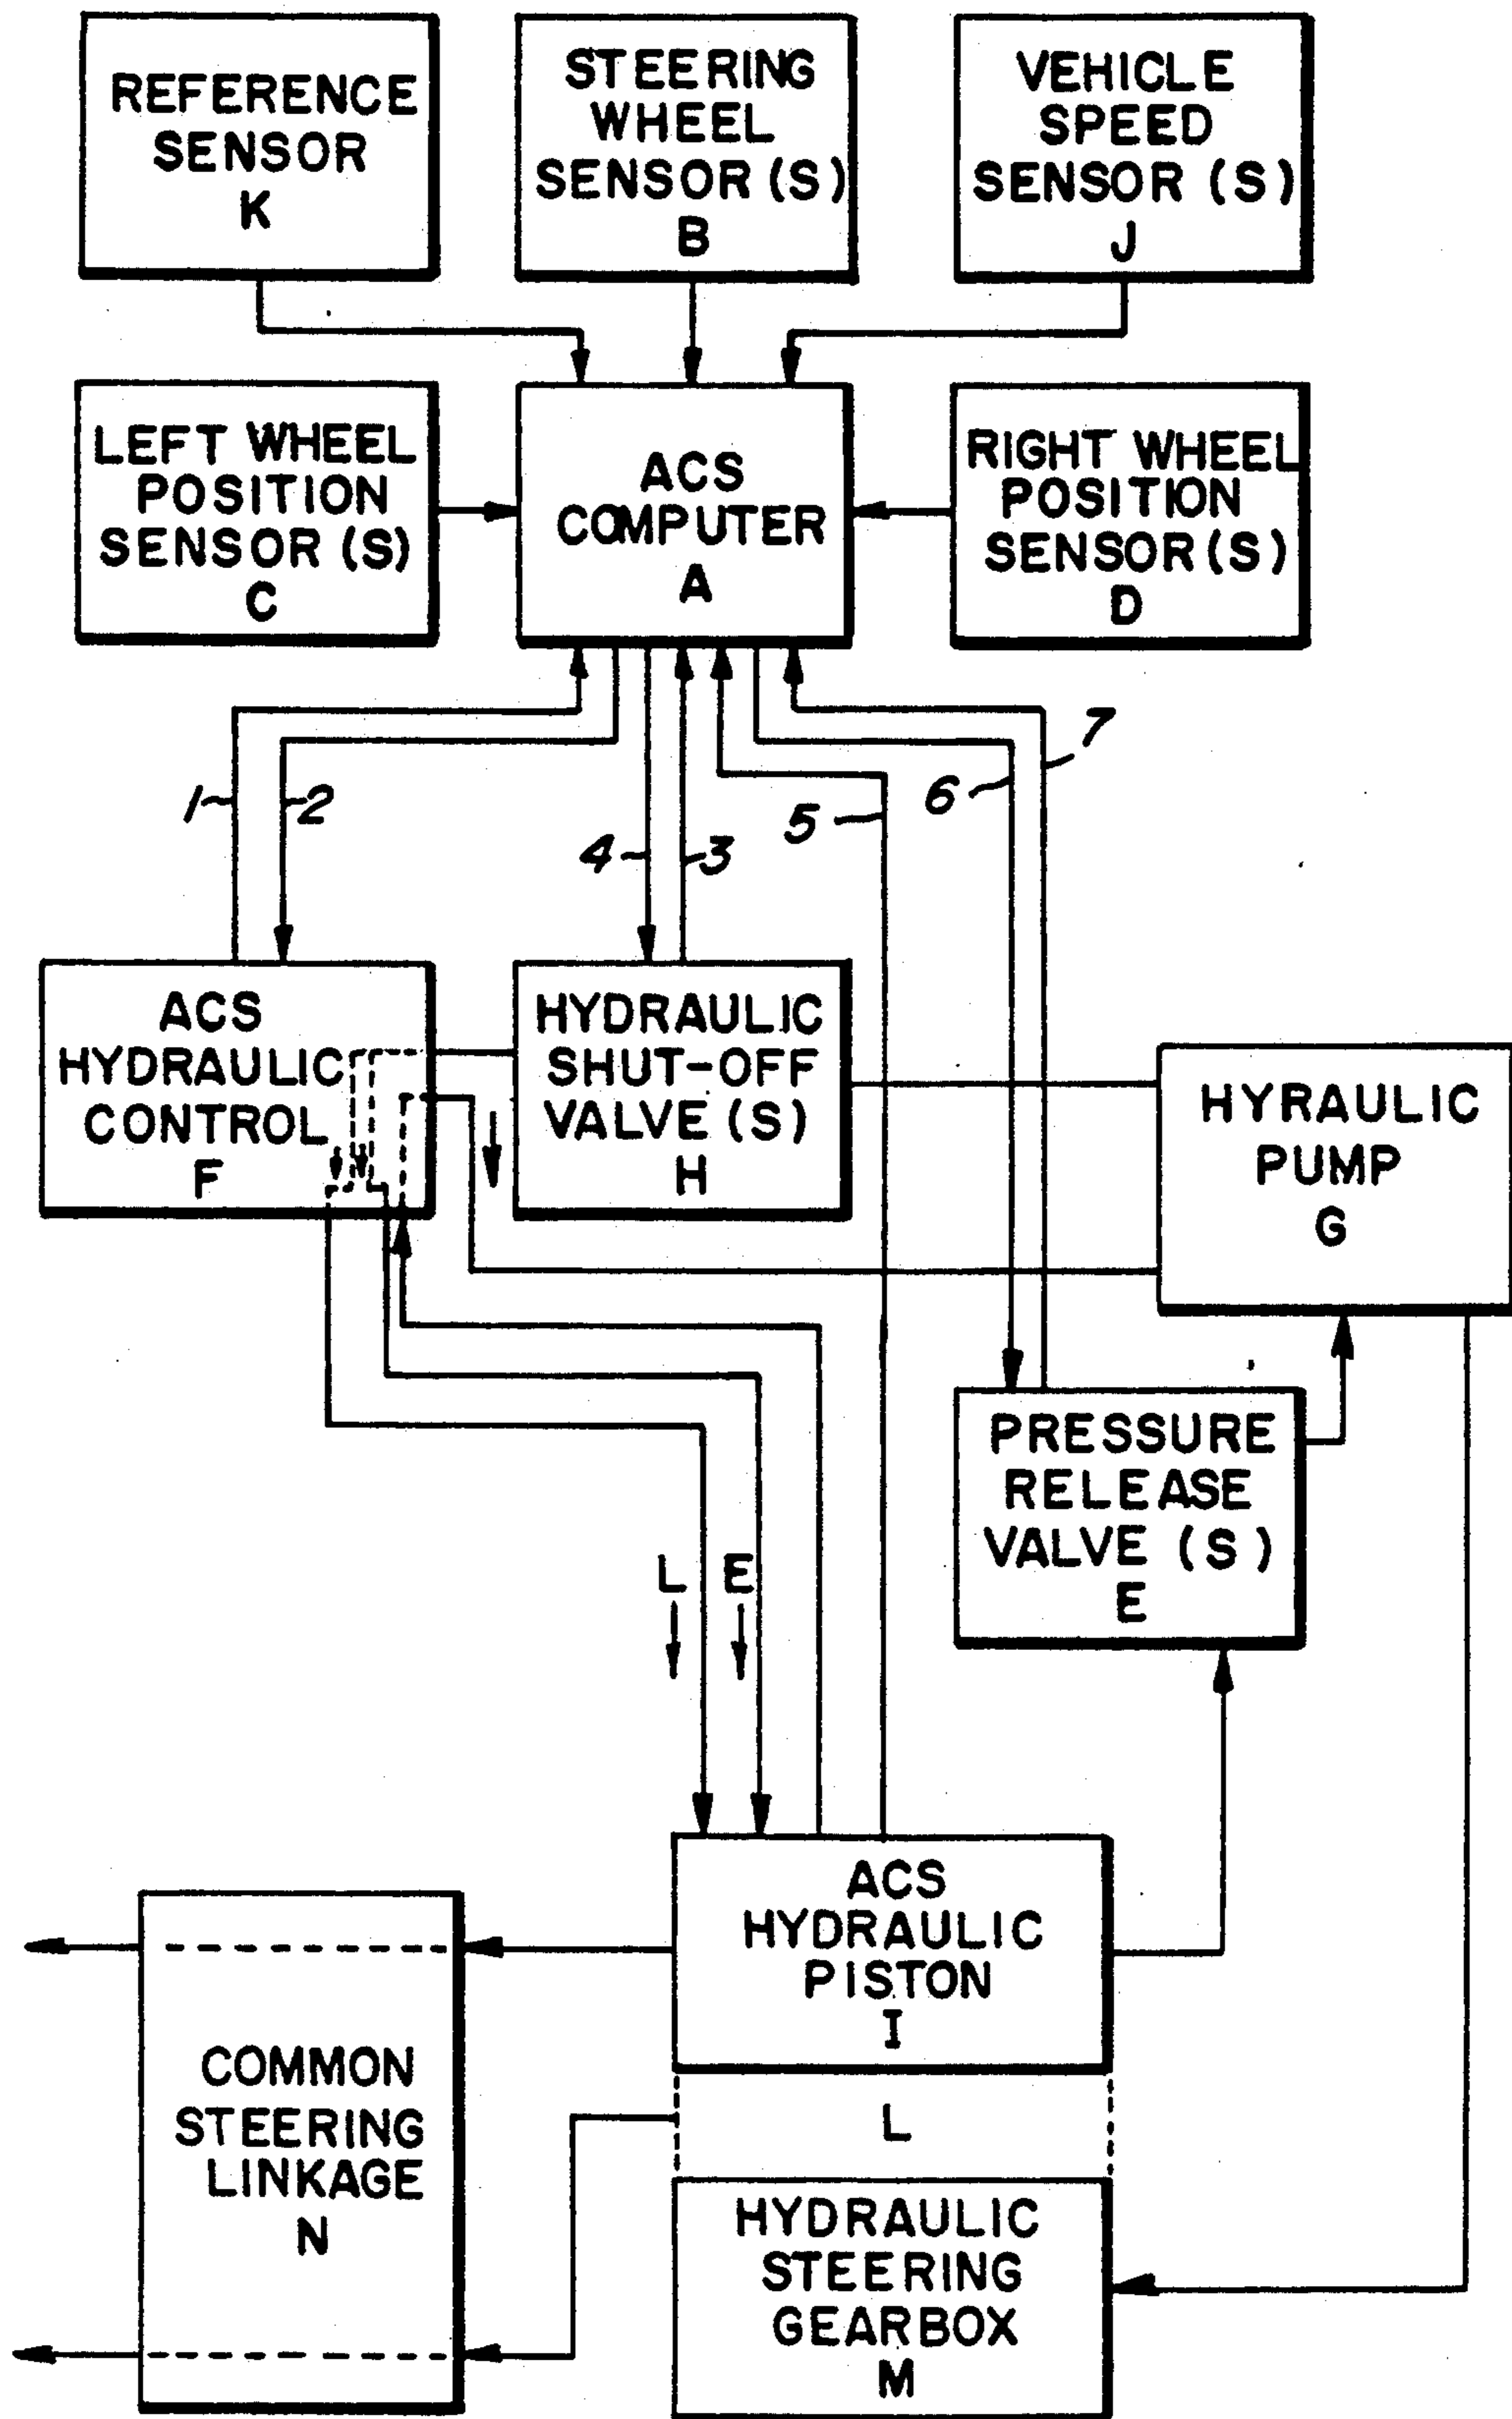 REFERENCE
SENSOR
K
STEERING
WHEEL
SENSOR (S)
B
VEHICLE
SPEED
SENSOR (S)
J
LEFT WHEEL
POSITION
SENSOR (S)
C
ACS
COMPUTER
A
RIGHT WHEEL
POSITION
SENSOR (S)
D
1
2
4
3
5
6
7
ACS
HYDRAULIC
CONTROL
F
HYDRAULIC
SHUT-OFF
VALVE (S)
H
HYRAULIC
PUMP
G
PRESSURE
RELEASE
VALVE (S)
E
L E
ACS
HYDRAULIC
PISTON
I
L
COMMON
STEERING
LINKAGE
N
HYDRAULIC
STEERING
GEARBOX
M